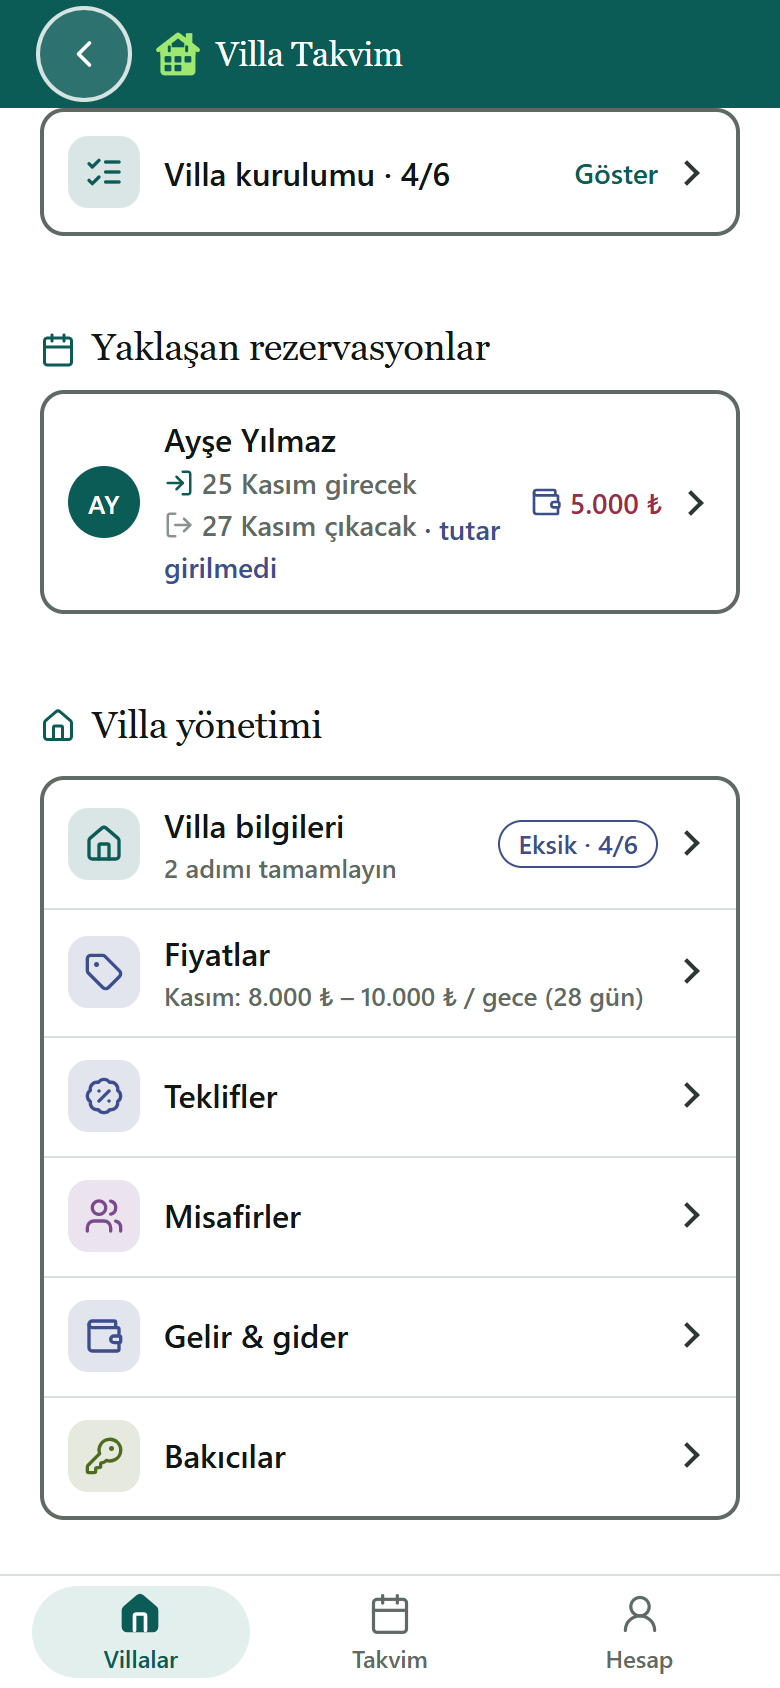 Villa Takvim
Villa kurulumu · 4/6
Göster
Yaklaşan rezervasyonlar
Ayşe Yılmaz
AY
25 Kasım girecek
27 Kasım çıkacak · tutar
girilmedi
5.000 ₺
Villa yönetimi
Villa bilgileri
2 adımı tamamlayın
Eksik · 4/6
Fiyatlar
Kasım: 8.000 ₺ – 10.000 ₺ / gece (28 gün)
Teklifler
Misafirler
Gelir & gider
Bakıcılar
Villalar
Takvim
Hesap